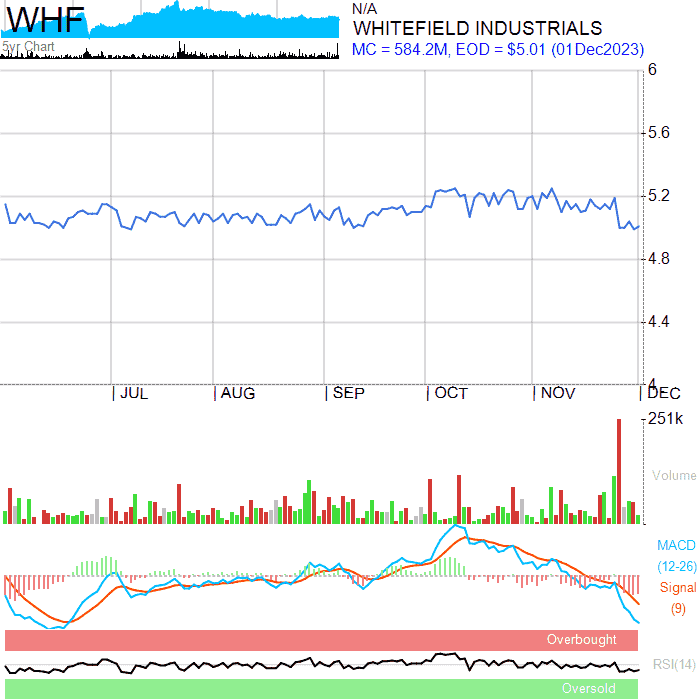 WHF
5yr Chart
N/A
WHITEFIELD INDUSTRIALS
MC = 584.2M, EOD = $5.01 (01Dec2023)
6
5.6
5.2
4.8
4.4
4
JUL AUG SEP OCT NOV DEC
251k
Volume
MACD
(12-26)
Signal
(9)
Overbought
RSI(14)
Oversold